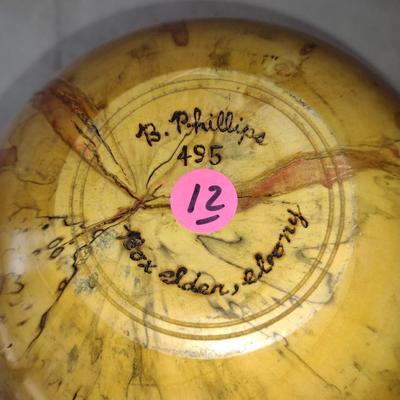 B. Phillips
495
12
Box elder, ebony